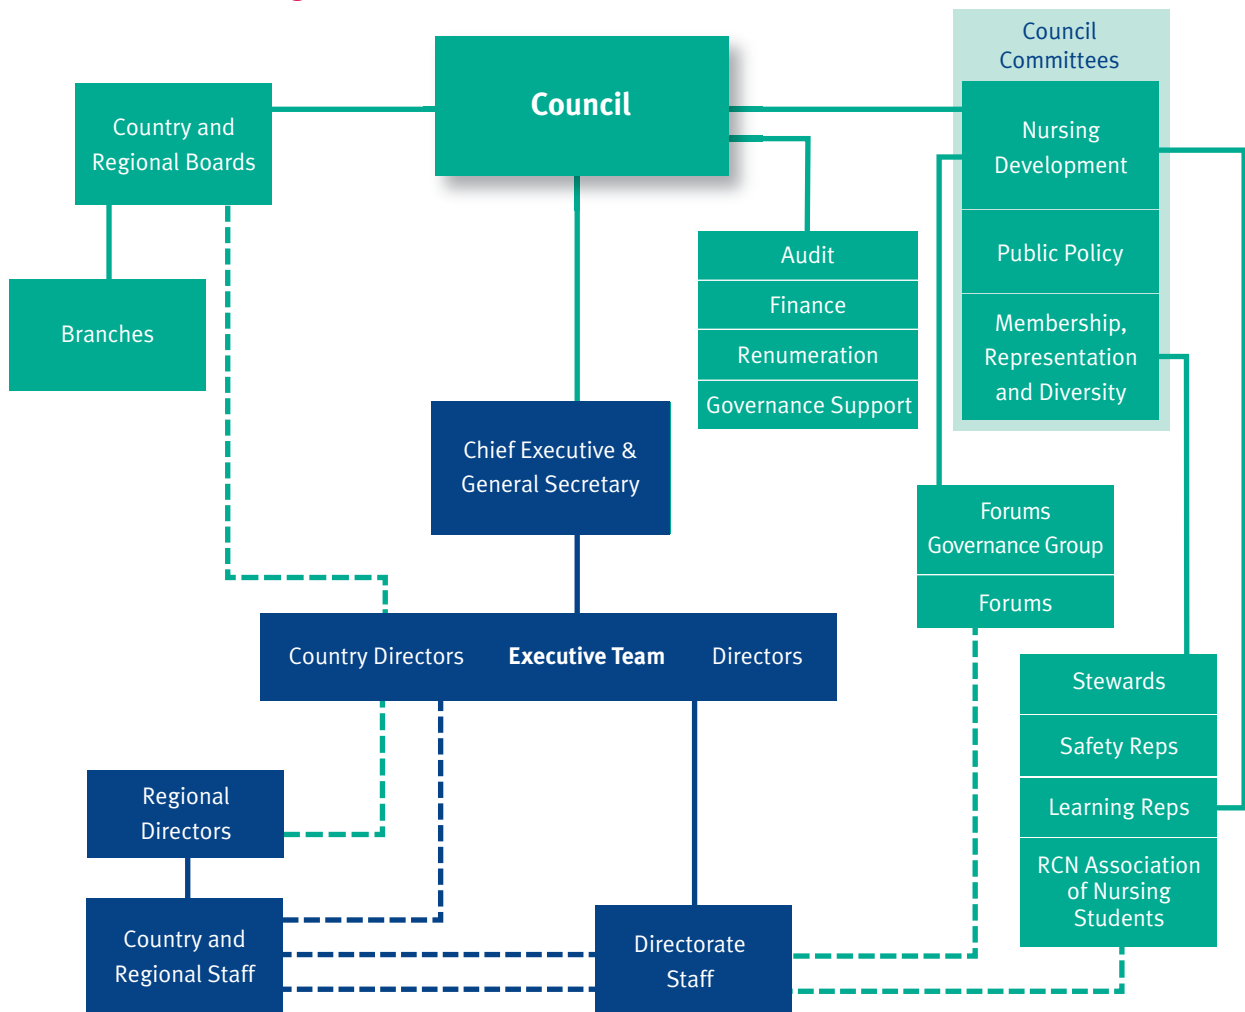 Council
Committees
Council
Country and
Regional Boards
Nursing
Development
Branches
Audit
Finance
Renumeration
Governance Support
Public Policy
Membership,
Representation
and Diversity
Chief Executive &
General Secretary
Forums
Governance Group
Forums
Country Directors Executive Team Directors
Stewards
Safety Reps
Learning Reps
RCN Association
of Nursing
Students
Regional
Directors
Country and
Regional Staff
Directorate
Staff